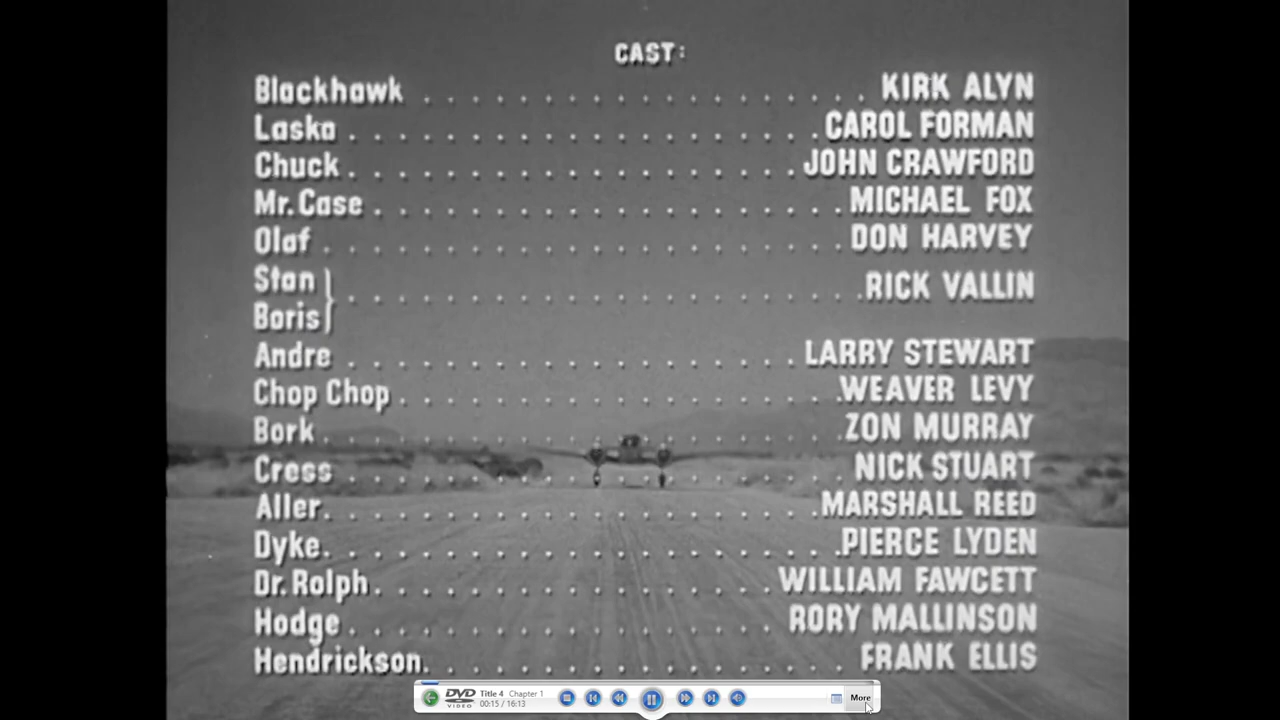 CAST:
Blackhawk . . . . . . . . . . . . . . . . . . . KIRK ALYN
Laska . . . . . . . . . . . . . . . . . . . . CAROL FORMAN
Chuck . . . . . . . . . . . . . . . . . . . JOHN CRAWFORD
Mr. Case . . . . . . . . . . . . . . . . . . . . MICHAEL FOX
Olaf . . . . . . . . . . . . . . . . . . . . . . DON HARVEY
Stan
Boris } . . . . . . . . . . . . . . . . . . . . . . RICK VALLIN
Andre . . . . . . . . . . . . . . . . . . . LARRY STEWART
Chop Chop . . . . . . . . . . . . . . . . . . . WEAVER LEVY
Bork . . . . . . . . . . . . . . . . . . . . . . ZON MURRAY
Cress . . . . . . . . . . . . . . . . . . . . . NICK STUART
Aller . . . . . . . . . . . . . . . . . . . . . MARSHALL REED
Dyke . . . . . . . . . . . . . . . . . . . . . . PIERCE LYDEN
Dr. Rolph . . . . . . . . . . . . . . . . . WILLIAM FAWCETT
Hodge . . . . . . . . . . . . . . . . . . RORY MALLINSON
Hendrickson . . . . . . . . . . . . . . . . . . FRANK ELLIS
DVD VIDEO Title 4 Chapter 1 More
00:15 / 16:13